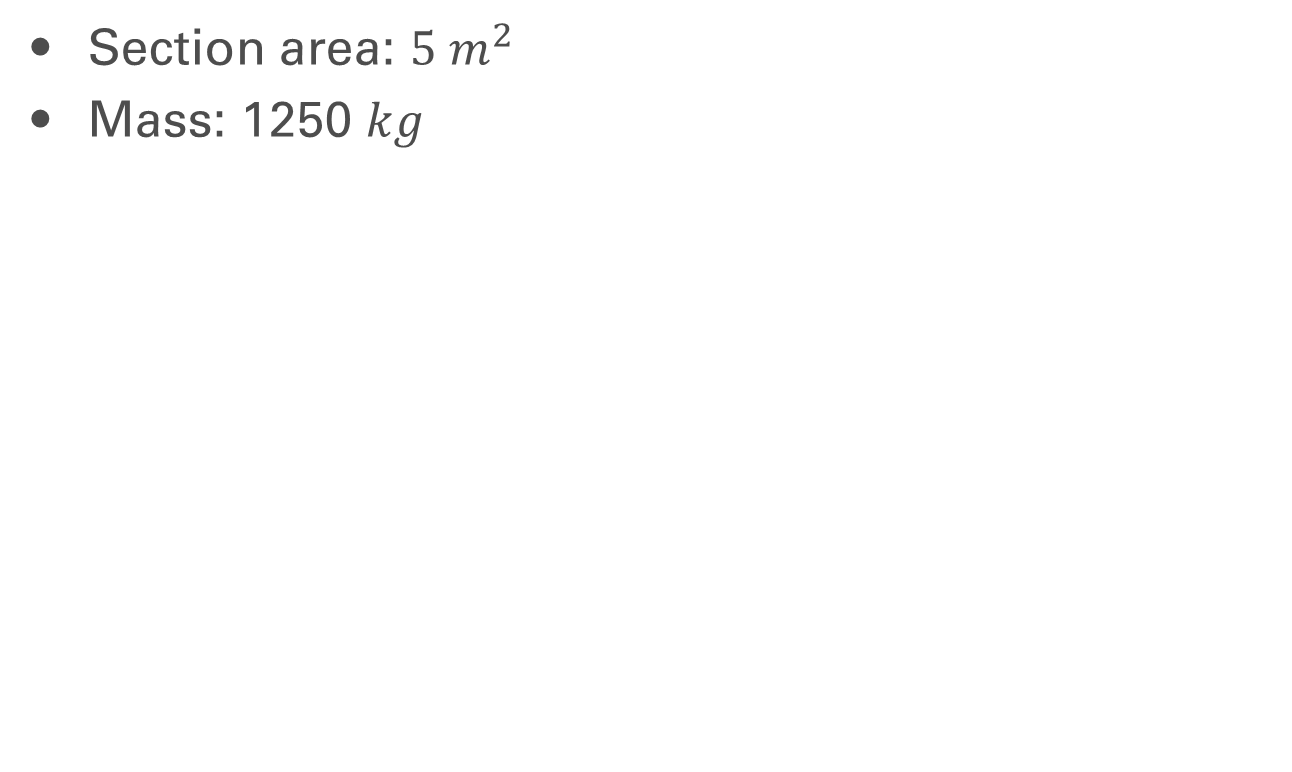 • Section area: 5 m²
• Mass: 1250 kg